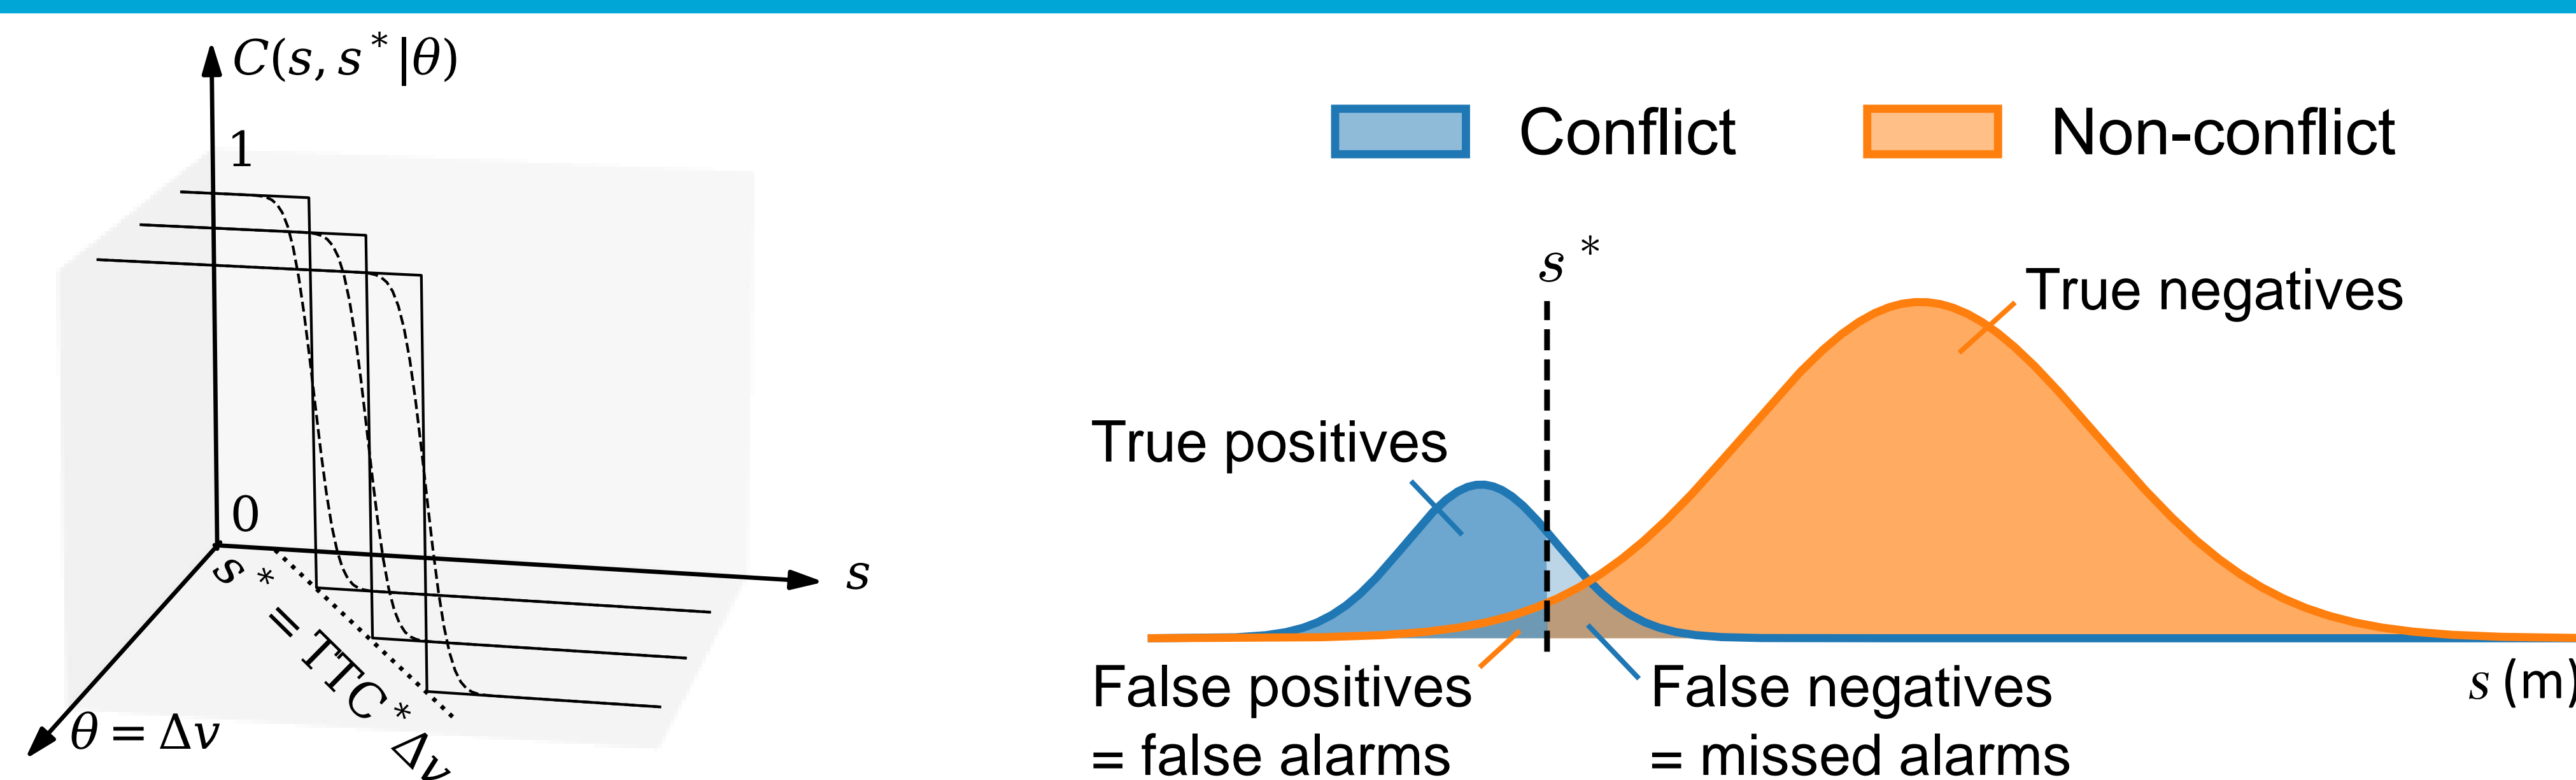 C(s, s*|θ)
1
0
s
s* = TTC* Δv
θ = Δv
Conflict
Non-conflict
s*
True negatives
True positives
False positives
= false alarms
False negatives
= missed alarms
s (m)